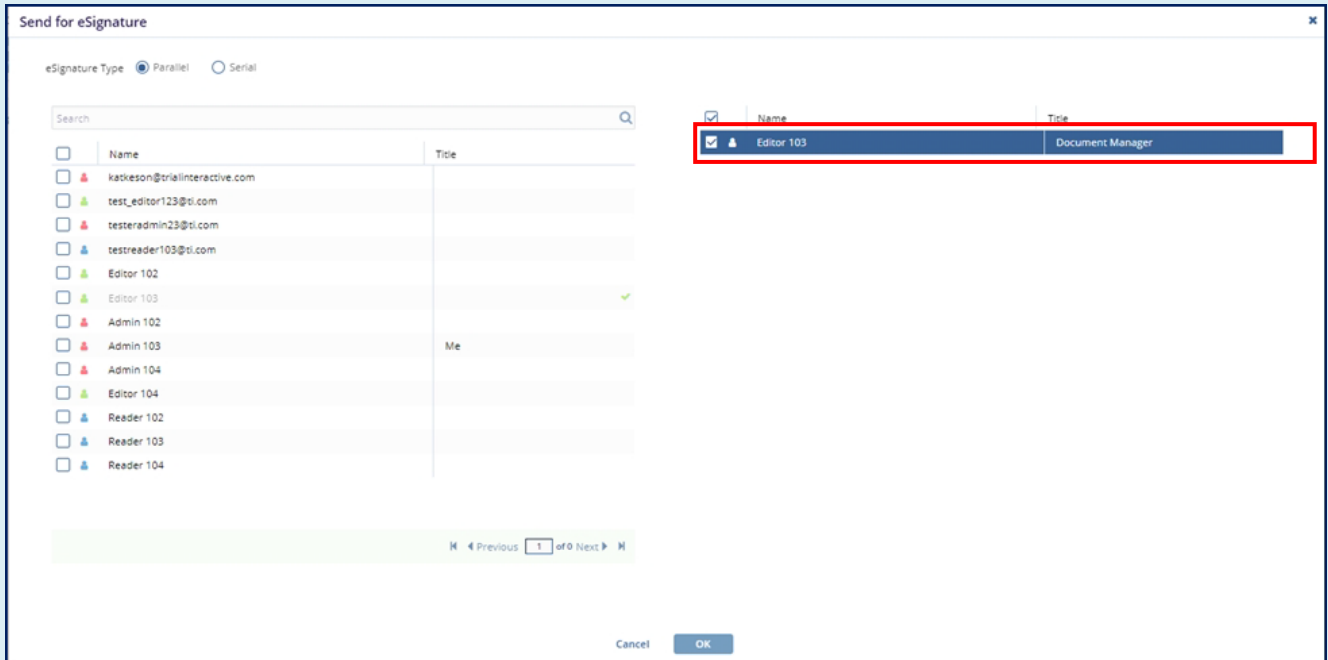 Send for eSignature
eSignature Type Parallel Serial
Search
Name Title
katkeson@trialinteractive.com
test_editor123@ti.com
testeradmin23@ti.com
testreader103@ti.com
Editor 102
Editor 103
Admin 102
Admin 103 Me
Admin 104
Editor 104
Reader 102
Reader 103
Reader 104
Previous 1 of 0 Next
Name Title
Editor 103 Document Manager
Cancel OK